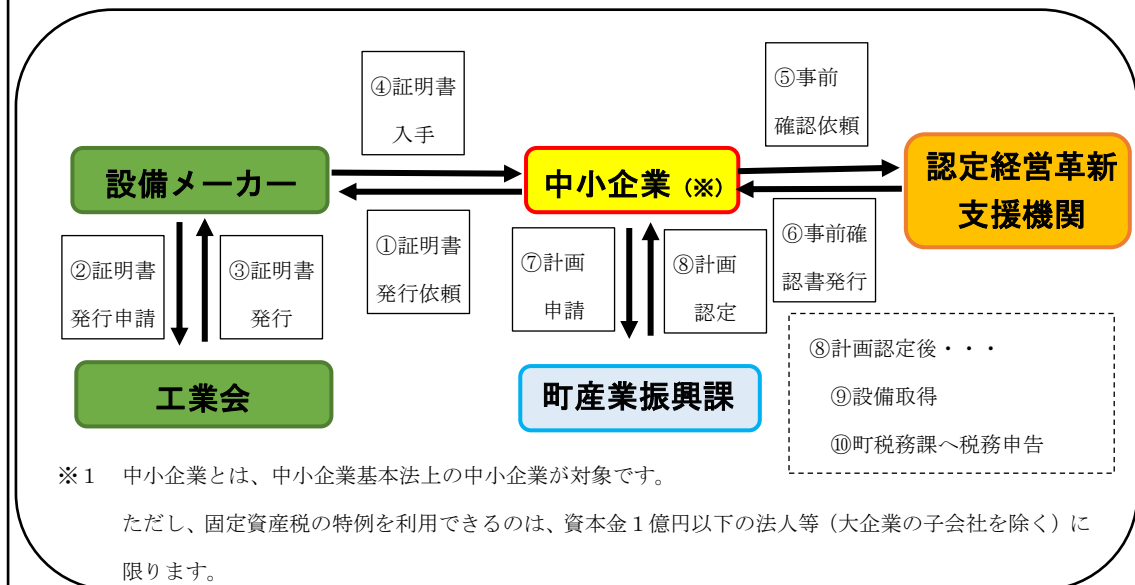 ④証明書
入手
⑤事前
確認依頼
設備メーカー
中小企業（※）
認定経営革新
支援機関
②証明書
発行申請
③証明書
発行
①証明書
発行依頼
⑦計画
申請
⑧計画
認定
⑥事前確
認書発行
工業会
町産業振興課
⑧計画認定後・・・
⑨設備取得
⑩町税務課へ税務申告
※１　中小企業とは、中小企業基本法上の中小企業が対象です。
ただし、固定資産税の特例を利用できるのは、資本金１億円以下の法人等（大企業の子会社を除く）に
限ります。